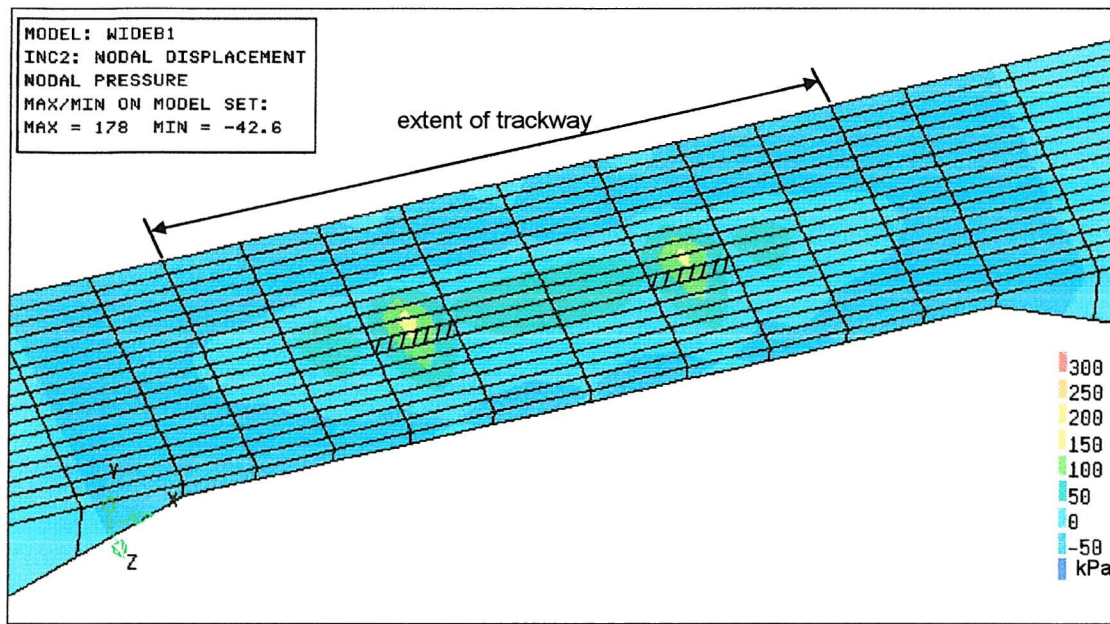 MODEL: WIDEB1
INC2: NODAL DISPLACEMENT
NODAL PRESSURE
MAX/MIN ON MODEL SET:
MAX = 178 MIN = -42.6
extent of trackway
Y
X
Z
300
250
200
150
100
50
0
-50
kPa